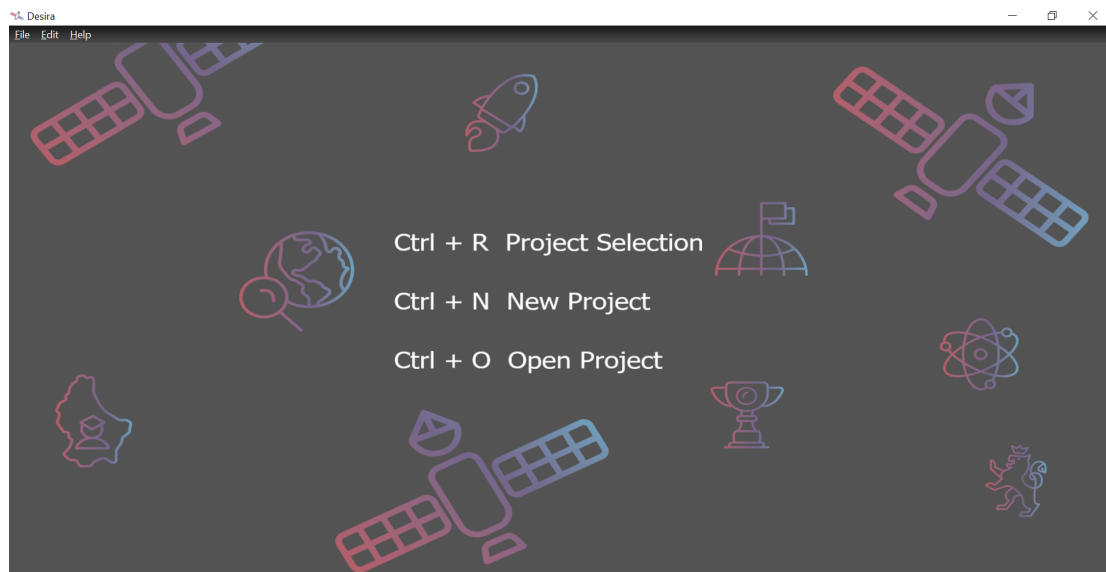 Desira
File Edit Help
Ctrl + R Project Selection
Ctrl + N New Project
Ctrl + O Open Project